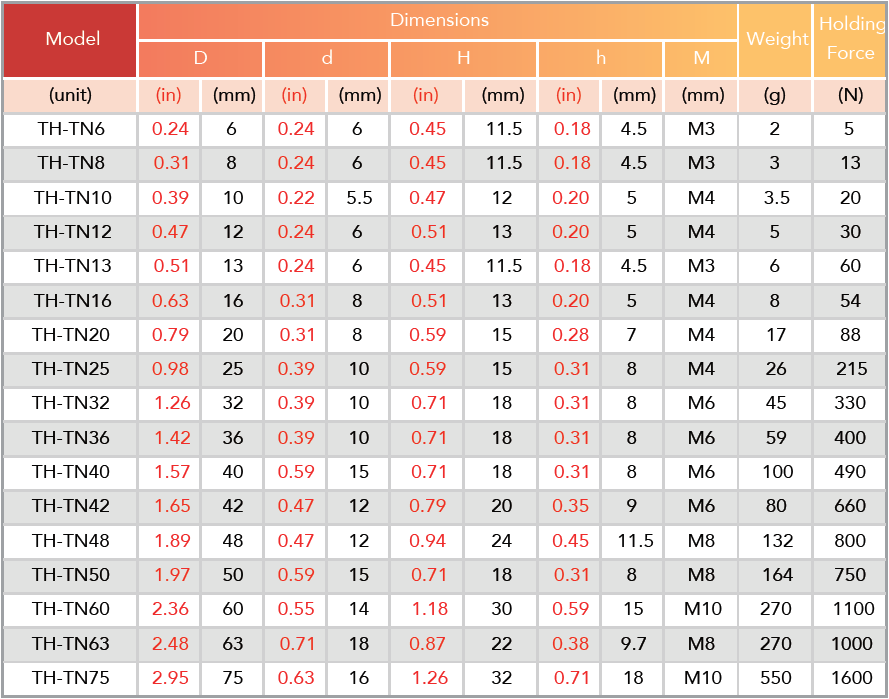 Model Dimensions Weight Holding Force
D d H h M
(unit) (in) (mm) (in) (mm) (in) (mm) (in) (mm) (mm) (g) (N)
TH-TN6 0.24 6 0.24 6 0.45 11.5 0.18 4.5 M3 2 5
TH-TN8 0.31 8 0.24 6 0.45 11.5 0.18 4.5 M3 3 13
TH-TN10 0.39 10 0.22 5.5 0.47 12 0.20 5 M4 3.5 20
TH-TN12 0.47 12 0.24 6 0.51 13 0.20 5 M4 5 30
TH-TN13 0.51 13 0.24 6 0.45 11.5 0.18 4.5 M3 6 60
TH-TN16 0.63 16 0.31 8 0.51 13 0.20 5 M4 8 54
TH-TN20 0.79 20 0.31 8 0.59 15 0.28 7 M4 17 88
TH-TN25 0.98 25 0.39 10 0.59 15 0.31 8 M4 26 215
TH-TN32 1.26 32 0.39 10 0.71 18 0.31 8 M6 45 330
TH-TN36 1.42 36 0.39 10 0.71 18 0.31 8 M6 59 400
TH-TN40 1.57 40 0.59 15 0.71 18 0.31 8 M6 100 490
TH-TN42 1.65 42 0.47 12 0.79 20 0.35 9 M6 80 660
TH-TN48 1.89 48 0.47 12 0.94 24 0.45 11.5 M8 132 800
TH-TN50 1.97 50 0.59 15 0.71 18 0.31 8 M8 164 750
TH-TN60 2.36 60 0.55 14 1.18 30 0.59 15 M10 270 1100
TH-TN63 2.48 63 0.71 18 0.87 22 0.38 9.7 M8 270 1000
TH-TN75 2.95 75 0.63 16 1.26 32 0.71 18 M10 550 1600